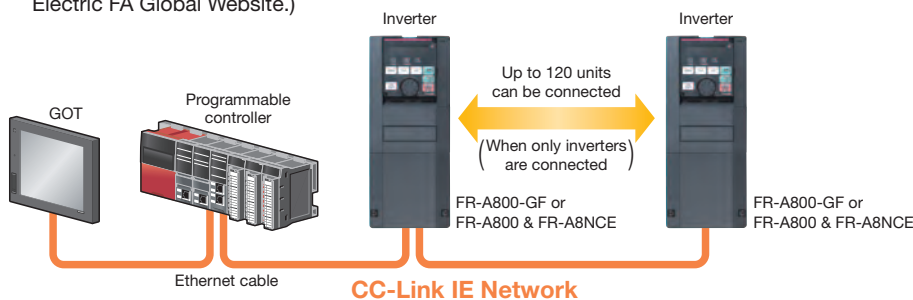 Electric FA Global Website.)
Inverter
Inverter
Up to 120 units
can be connected
(When only inverters
are connected)
GOT
Programmable
controller
FR-A800-GF or
FR-A800 & FR-A8NCE
FR-A800-GF or
FR-A800 & FR-A8NCE
Ethernet cable
CC-Link IE Network